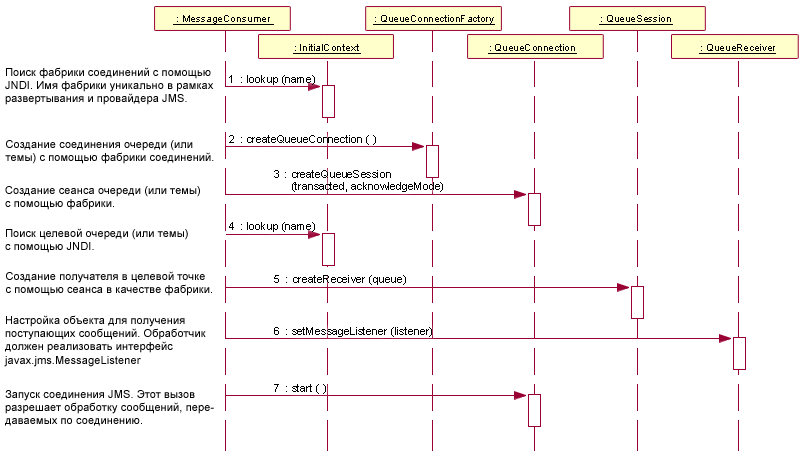 : MessageConsumer
: QueueConnectionFactory
: QueueSession
: InitialContext
: QueueConnection
: QueueReceiver
Поиск фабрики соединений с помощью
JNDI. Имя фабрики уникально в рамках
развертывания и провайдера JMS.
1 : lookup (name)
Создание соединения очереди (или
темы) с помощью фабрики соединений.
2 : createQueueConnection ( )
Создание сеанса очереди (или темы)
с помощью фабрики.
3 : createQueueSession
(transacted, acknowledgeMode)
Поиск целевой очереди (или темы)
с помощью JNDI.
4 : lookup (name)
Создание получателя в целевой точке
с помощью сеанса в качестве фабрики.
5 : createReceiver (queue)
Настройка объекта для получения
поступающих сообщений. Обработчик
должен реализовать интерфейс
javax.jms.MessageListener
6 : setMessageListener (listener)
Запуск соединения JMS. Этот вызов
разрешает обработку сообщений, пере-
даваемых по соединению.
7 : start ( )